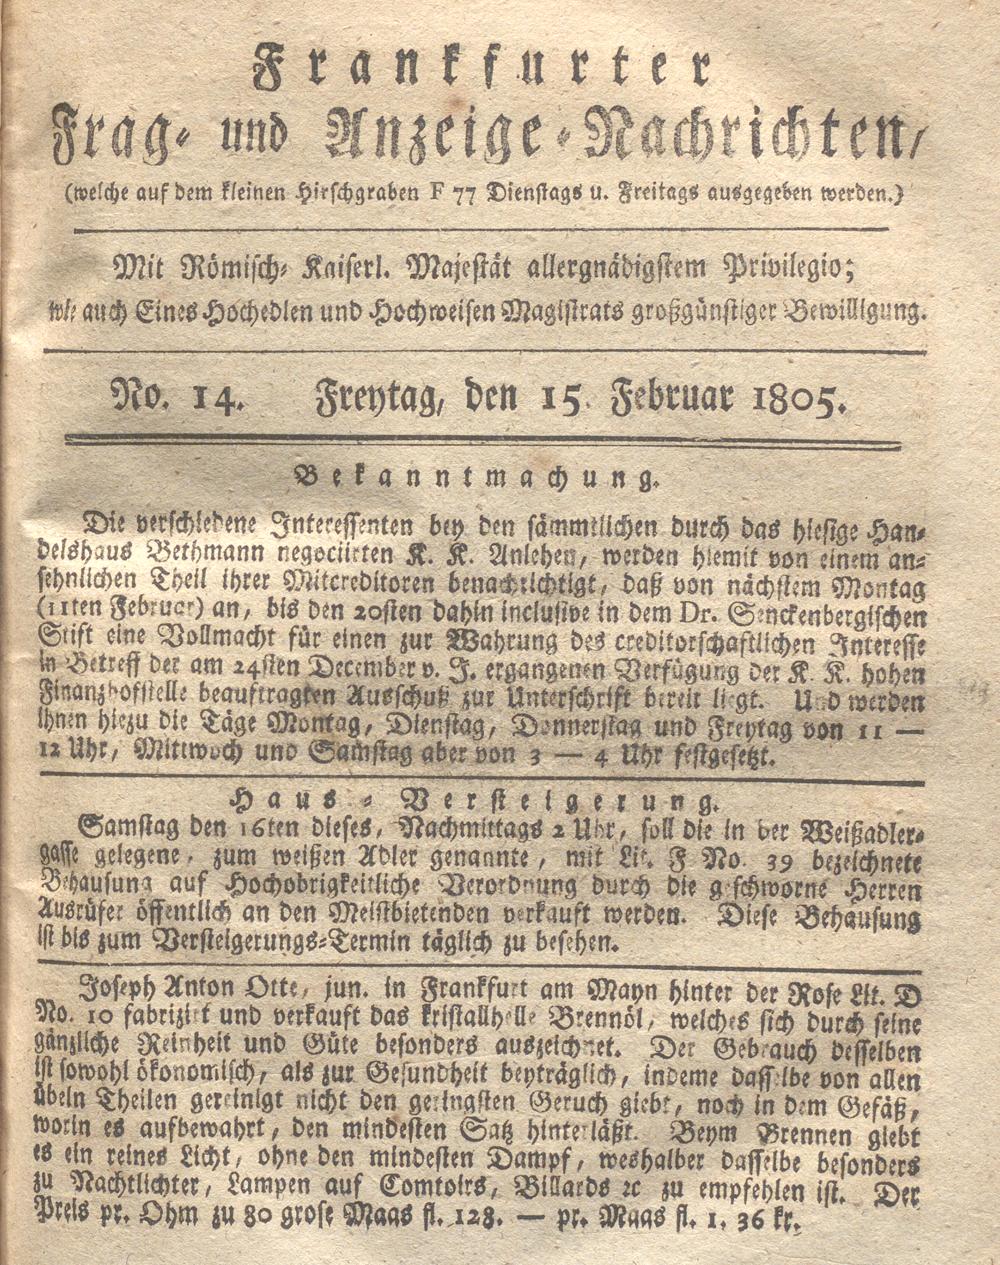 Frankfurter
Frag- und Anzeige-Nachrichten,
(welche auf dem kleinen Hirschgraben F 77 Dienstags u. Freitags ausgegeben werden.)
Mit Römisch- Kaiserl. Majestät allergnädigstem Privilegio;
wie auch Eines Hochedlen und Hochweisen Magistrats großgünstiger Bewilligung.
No. 14. Freytag, den 15. Februar 1805.
Bekanntmachung.
Die verschiedene Interessenten bey den sämmtlichen durch das hiesige Han-
delshaus Bethmann negociirten K. K. Anlehen, werden hiemit von einem an-
sehnlichen Theil ihrer Mitcreditoren benachrichtigt, daß von nächstem Montag
(11ten Februar) an, bis den 20sten dahin inclusive in dem Dr. Senckenbergischen
Stift eine Vollmacht für einen zur Wahrung des creditorschaftlichen Interesse
in Betreff der am 24sten December v. J. ergangenen Verfügung der K. K. hohen
Finanzhofstelle beauftragten Ausschuß zur Unterschrift bereit liegt. Und werden
ihnen hiezu die Täge Montag, Dienstag, Donnerstag und Freytag von 11 —
12 Uhr, Mittwoch und Samstag aber von 3 — 4 Uhr festgesetzt.
Haus-Versteigerung.
Samstag den 16ten dieses, Nachmittags 2 Uhr, soll die in der Weißadler-
gasse gelegene, zum weißen Adler genannte, mit Lit. F No. 39 bezeichnete
Behausung auf Hochobrigkeitliche Verordnung durch die geschworne Herren
Ausrüfer öffentlich an den Meistbietenden verkauft werden. Diese Behausung
ist bis zum Versteigerungs-Termin täglich zu besehen.
Joseph Anton Otte, jun. in Frankfurt am Mayn hinter der Rose Lit. D
No. 10 fabrizirt und verkauft das kristallhelle Brennöl, welches sich durch seine
gänzliche Reinheit und Güte besonders auszeichnet. Der Gebrauch desselben
ist sowohl ökonomisch, als zur Gesundheit beyträglich, indeme dasselbe von allen
übeln Theilen gereinigt nicht den geringsten Geruch giebt, noch in dem Gefäß,
worin es aufbewahrt, den mindesten Satz hinterläßt. Beym Brennen giebt
es ein reines Licht, ohne den mindesten Dampf, weshalber dasselbe besonders
zu Nachtlichter, Lampen auf Comtoirs, Billards ꝛc zu empfehlen ist. Der
Preis pr. Ohm zu 80 grose Maas fl. 128. — pr. Maas fl. 1. 36 kr.